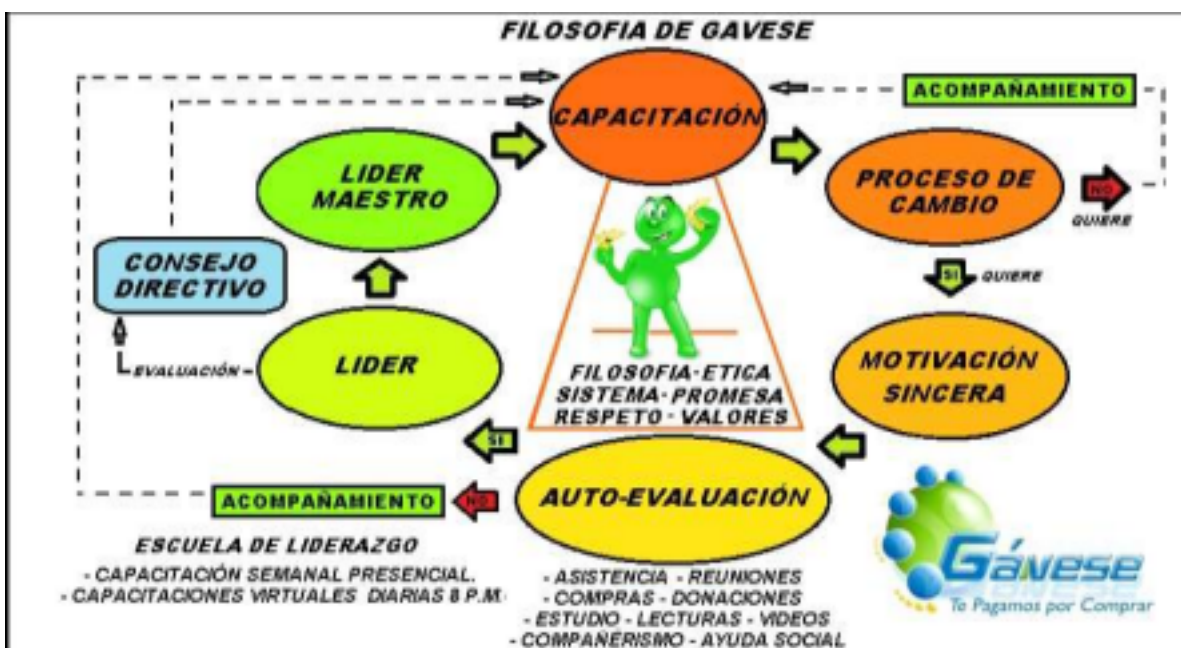 FILOSOFIA DE GAVESE
CAPACITACIÓN
ACOMPAÑAMIENTO
LIDER
MAESTRO
PROCESO DE
CAMBIO
NO
QUIERE
CONSEJO
DIRECTIVO
SI
QUIERE
EVALUACIÓN
LIDER
MOTIVACIÓN
SINCERA
FILOSOFIA-ETICA
SISTEMA-PROMESA
RESPETO-VALORES
SI
AUTO-EVALUACIÓN
ACOMPAÑAMIENTO
NO
ESCUELA DE LIDERAZGO
- CAPACITACIÓN SEMANAL PRESENCIAL.
- CAPACITACIONES VIRTUALES DIARIAS 8 P.M.
- ASISTENCIA - REUNIONES
- COMPRAS - DONACIONES
- ESTUDIO - LECTURAS - VIDEOS
- COMPAÑERISMO - AYUDA SOCIAL
Gávese
Te Pagamos por Comprar